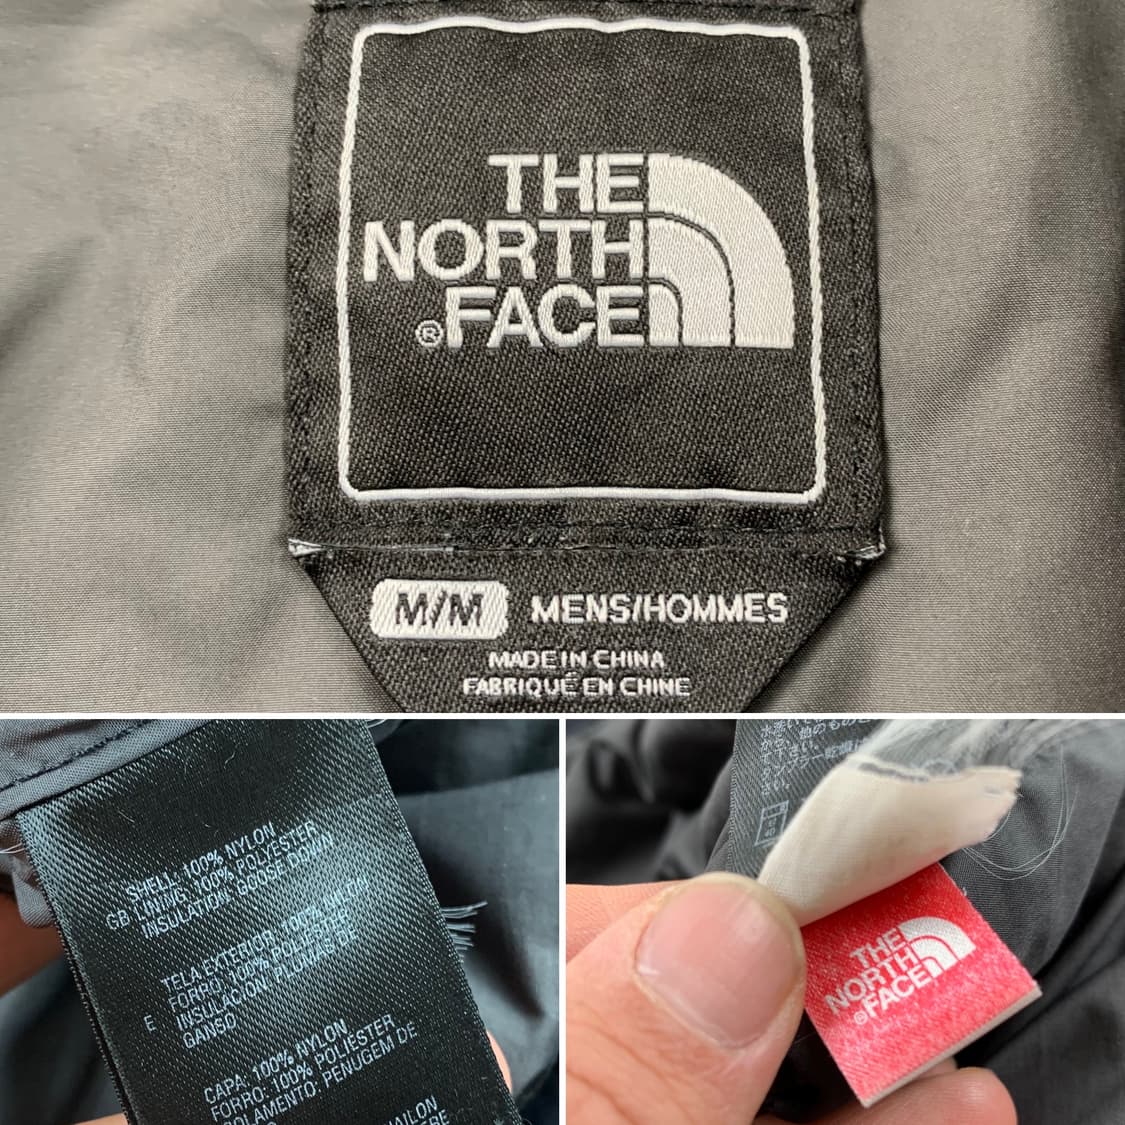 THE
NORTH
®FACE
M/M MENS/HOMMES
MADE IN CHINA
FABRIQUÉ EN CHINE
SHELL: 100% NYLON
GB LINING: 100% POLYESTER
INSULATION: GOOSE DOWN
TELA EXTERIOR: 100% NYLON
FORRO: 100% POLIESTER
E INSULACIÓN: PLUMAS DE
GANSO
CAPA: 100% NYLON
FORRO: 100% POLIESTER
ISOLAMENTO: PENUGEM DE
THE
NORTH
®FACE